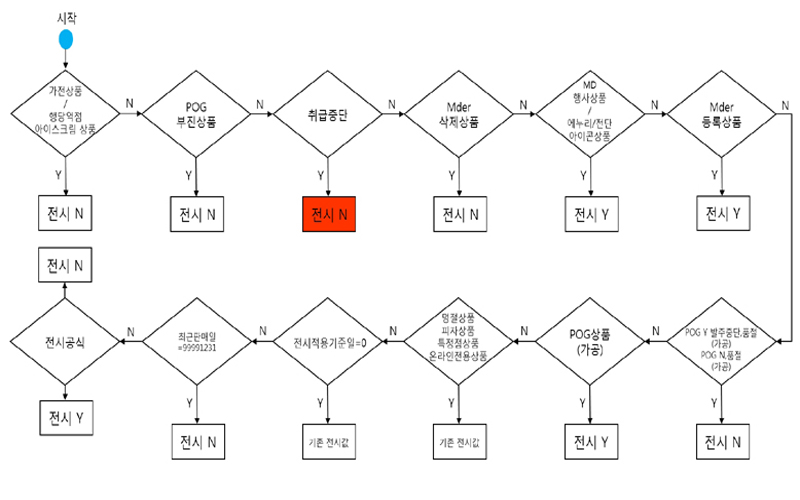 시작
가전상품
/
행당역점
아이스크림 상품
N
POG
부진상품
N
취급중단
N
Mder
삭제상품
N
MD
행사상품
/
에누리/전단
아이콘상품
N
Mder
등록상품
N
Y
Y
Y
Y
Y
Y
전시 N
전시 N
전시 N
전시 N
전시 Y
전시 Y
전시 N
전시공식
N
최근판매일
=99991231
N
전시적용기준일=0
N
명절상품
피자상품
특정점상품
온라인전용상품
N
POG상품
(가공)
N
POG Y 발주중단,품절
(가공)
POG N,품절
(가공)
Y
Y
Y
Y
Y
Y
전시 Y
전시 N
기존 전시값
기존 전시값
전시 Y
전시 N